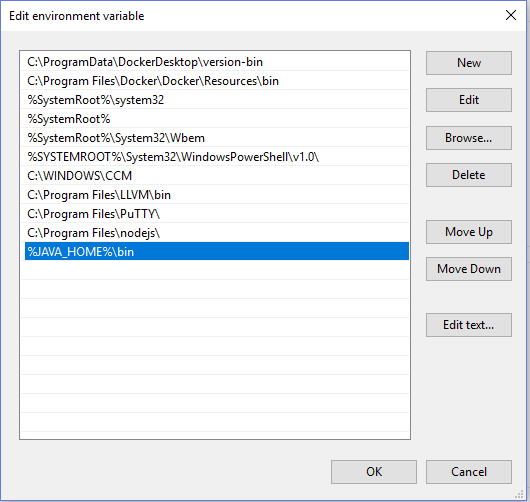 Edit environment variable
C:\ProgramData\DockerDesktop\version-bin
C:\Program Files\Docker\Docker\Resources\bin
%SystemRoot%\system32
%SystemRoot%
%SystemRoot%\System32\Wbem
%SYSTEMROOT%\System32\WindowsPowerShell\v1.0\
C:\WINDOWS\CCM
C:\Program Files\LLVM\bin
C:\Program Files\PuTTY\
C:\Program Files\nodejs\
%JAVA_HOME%\bin
New
Edit
Browse...
Delete
Move Up
Move Down
Edit text...
OK
Cancel